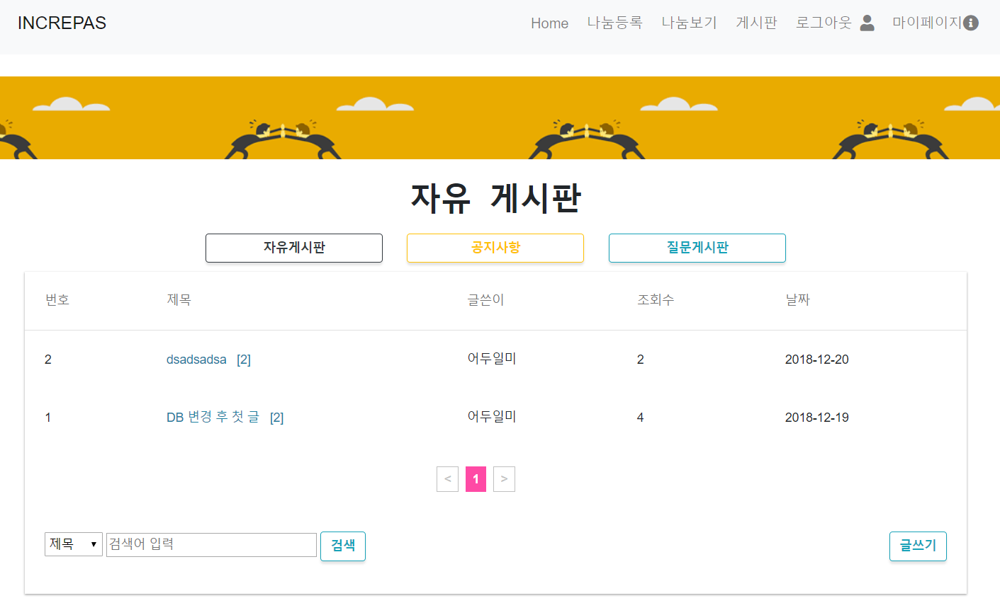 INCREPAS Home 나눔등록 나눔보기 게시판 로그아웃 마이페이지
자유 게시판
자유게시판 공지사항 질문게시판
번호 제목 글쓴이 조회수 날짜
2 dsadsadsa [2] 어두일미 2 2018-12-20
1 DB 변경 후 첫 글 [2] 어두일미 4 2018-12-19
< 1 >
제목 검색어 입력 검색 글쓰기